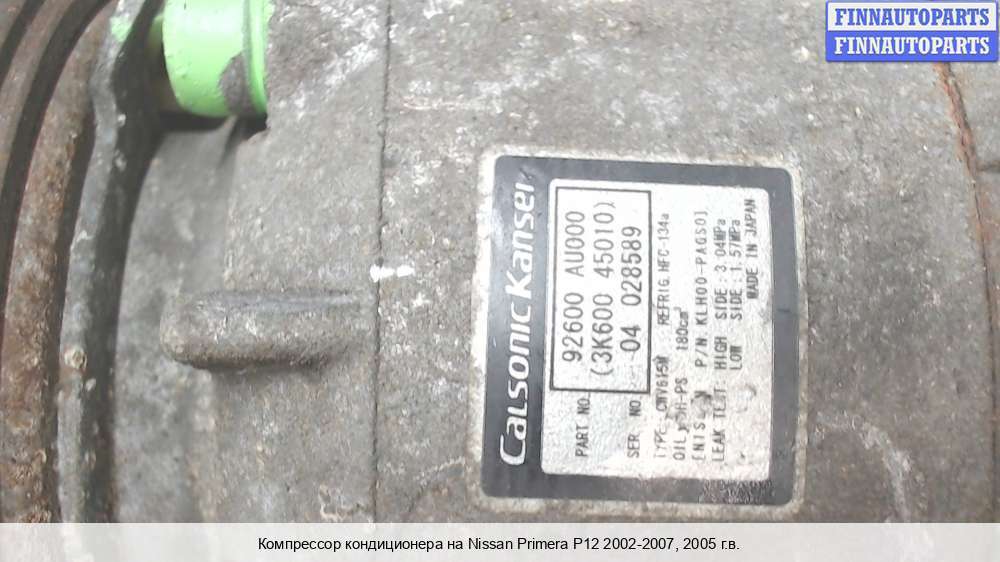 FINNAUTOPARTS
FINNAUTOPARTS
CalsonicKansei
PART NO. 92600 AU000
(3K600 45010)
SER NO. 04 028589
TYPE CWV615M REFRIG. HFC-134a
OIL 180cm³
P/N KLH00-PAGS0]
LEAK TEST: HIGH SIDE: 3.04MPa
LOW SIDE: 1.57MPa
MADE IN JAPAN
Компрессор кондиционера на Nissan Primera P12 2002-2007, 2005 г.в.